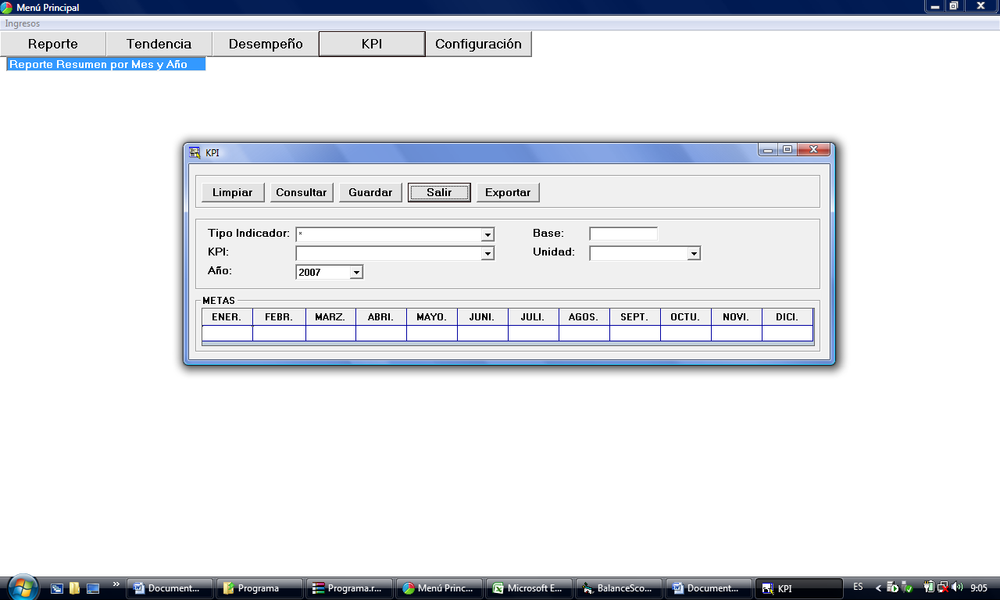 Menú Principal
Ingresos
Reporte Tendencia Desempeño KPI Configuración
Reporte Resumen por Mes y Año
KPI
Limpiar Consultar Guardar Salir Exportar
Tipo Indicador: * Base:
KPI: Unidad:
Año: 2007
METAS
ENER. FEBR. MARZ. ABRI. MAYO. JUNI. JULI. AGOS. SEPT. OCTU. NOVI. DICI.
Document... Programa Programa.r... Menú Princ... Microsoft E... BalanceSco... Document... KPI ES 9:05